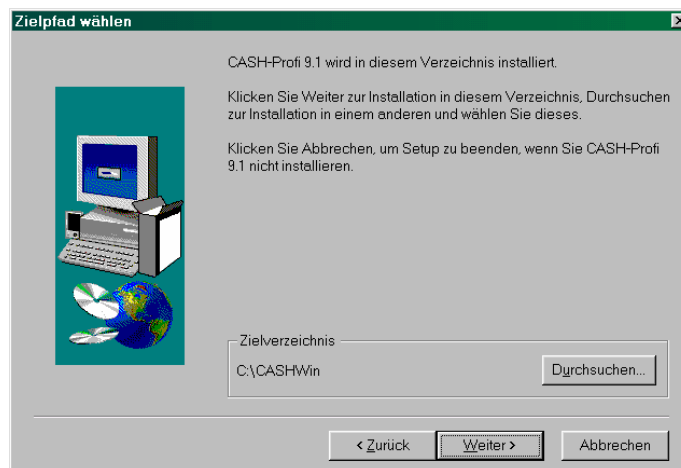 Zielpfad wählen
CASH-Profi 9.1 wird in diesem Verzeichnis installiert.
Klicken Sie Weiter zur Installation in diesem Verzeichnis, Durchsuchen
zur Installation in einem anderen und wählen Sie dieses.
Klicken Sie Abbrechen, um Setup zu beenden, wenn Sie CASH-Profi
9.1 nicht installieren.
Zielverzeichnis
C:\CASHWin
Durchsuchen...
< Zurück
Weiter >
Abbrechen